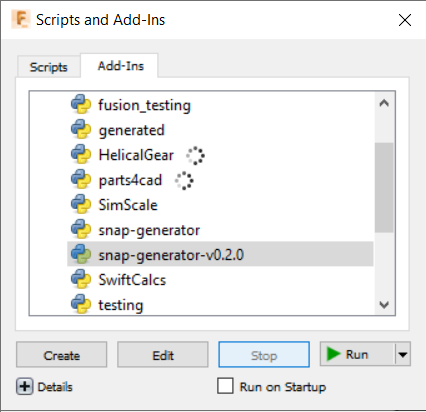 Scripts and Add-Ins
Scripts Add-Ins
fusion_testing
generated
HelicalGear
parts4cad
SimScale
snap-generator
snap-generator-v0.2.0
SwiftCalcs
testing
Create Edit Stop Run
Details Run on Startup